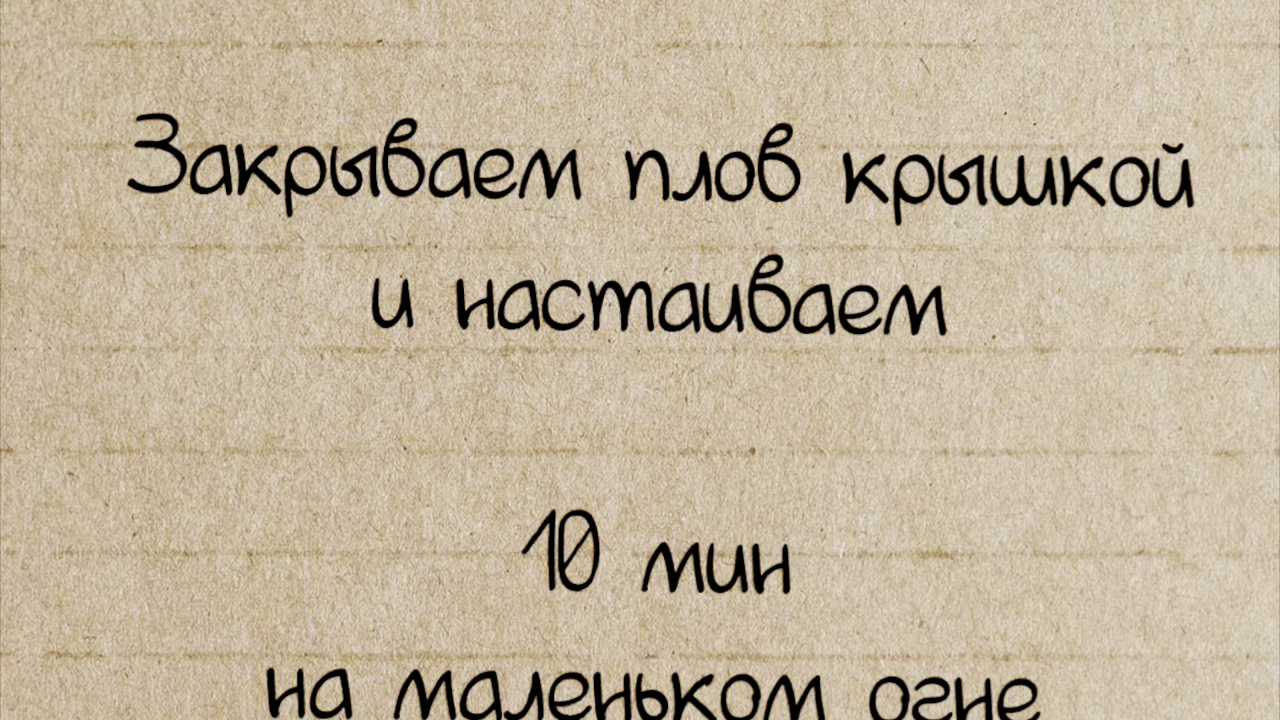 Закрываем плов крышкой
и настаиваем
10 мин
на маленьком огне